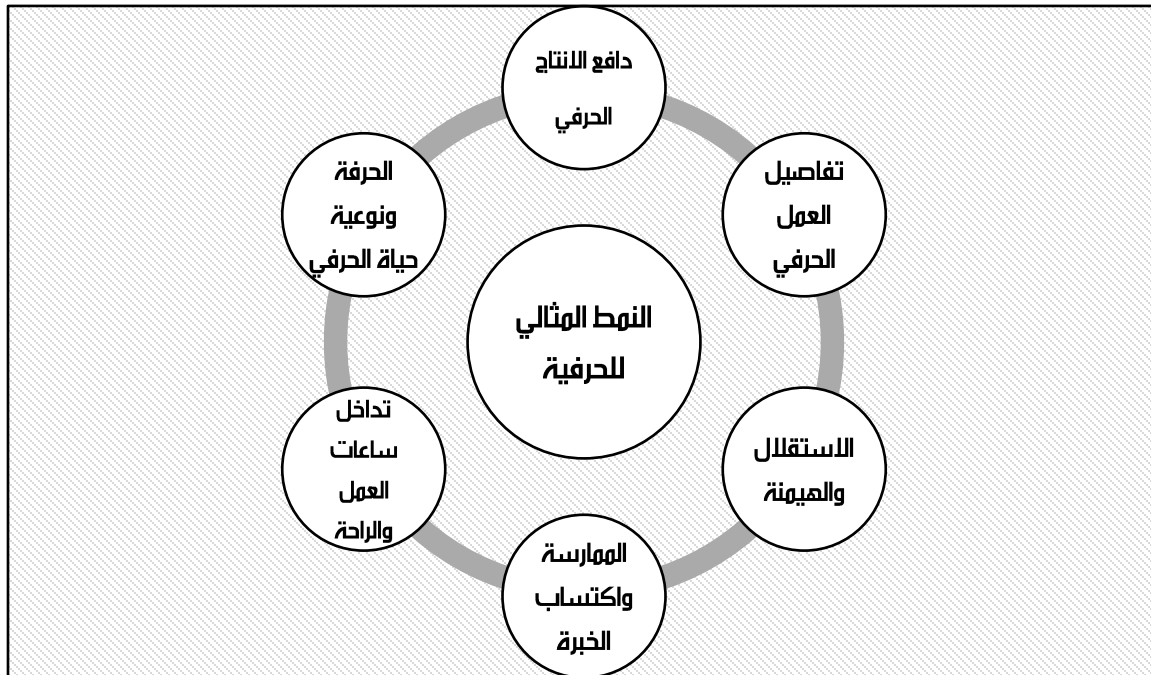 دافع الانتاج
الحرفي
تفاصيل
العمل
الحرفي
الاستقلال
والهيمنة
الممارسة
واكتساب
الخبرة
تداخل
ساعات
العمل
والراحة
الحرفة
ونوعية
حياة الحرفي
النمط المثالي
للحرفية